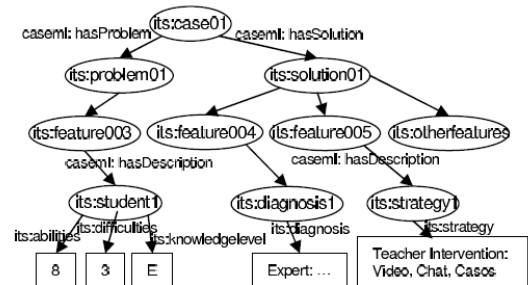 its:case01
caseml: hasProblem
caseml: hasSolution
its:problem01
its:solution01
its:feature003
its:feature004
its:feature005
its:otherfeatures
caseml: hasDescription
caseml: hasDescription
its:student1
its:diagnosis1
its:strategy1
its:abilities
its:difficulties
its:knowledgelevel
its:diagnosis
its:strategy
8
3
E
Expert: ...
Teacher Intervention:
Video, Chat, Casos